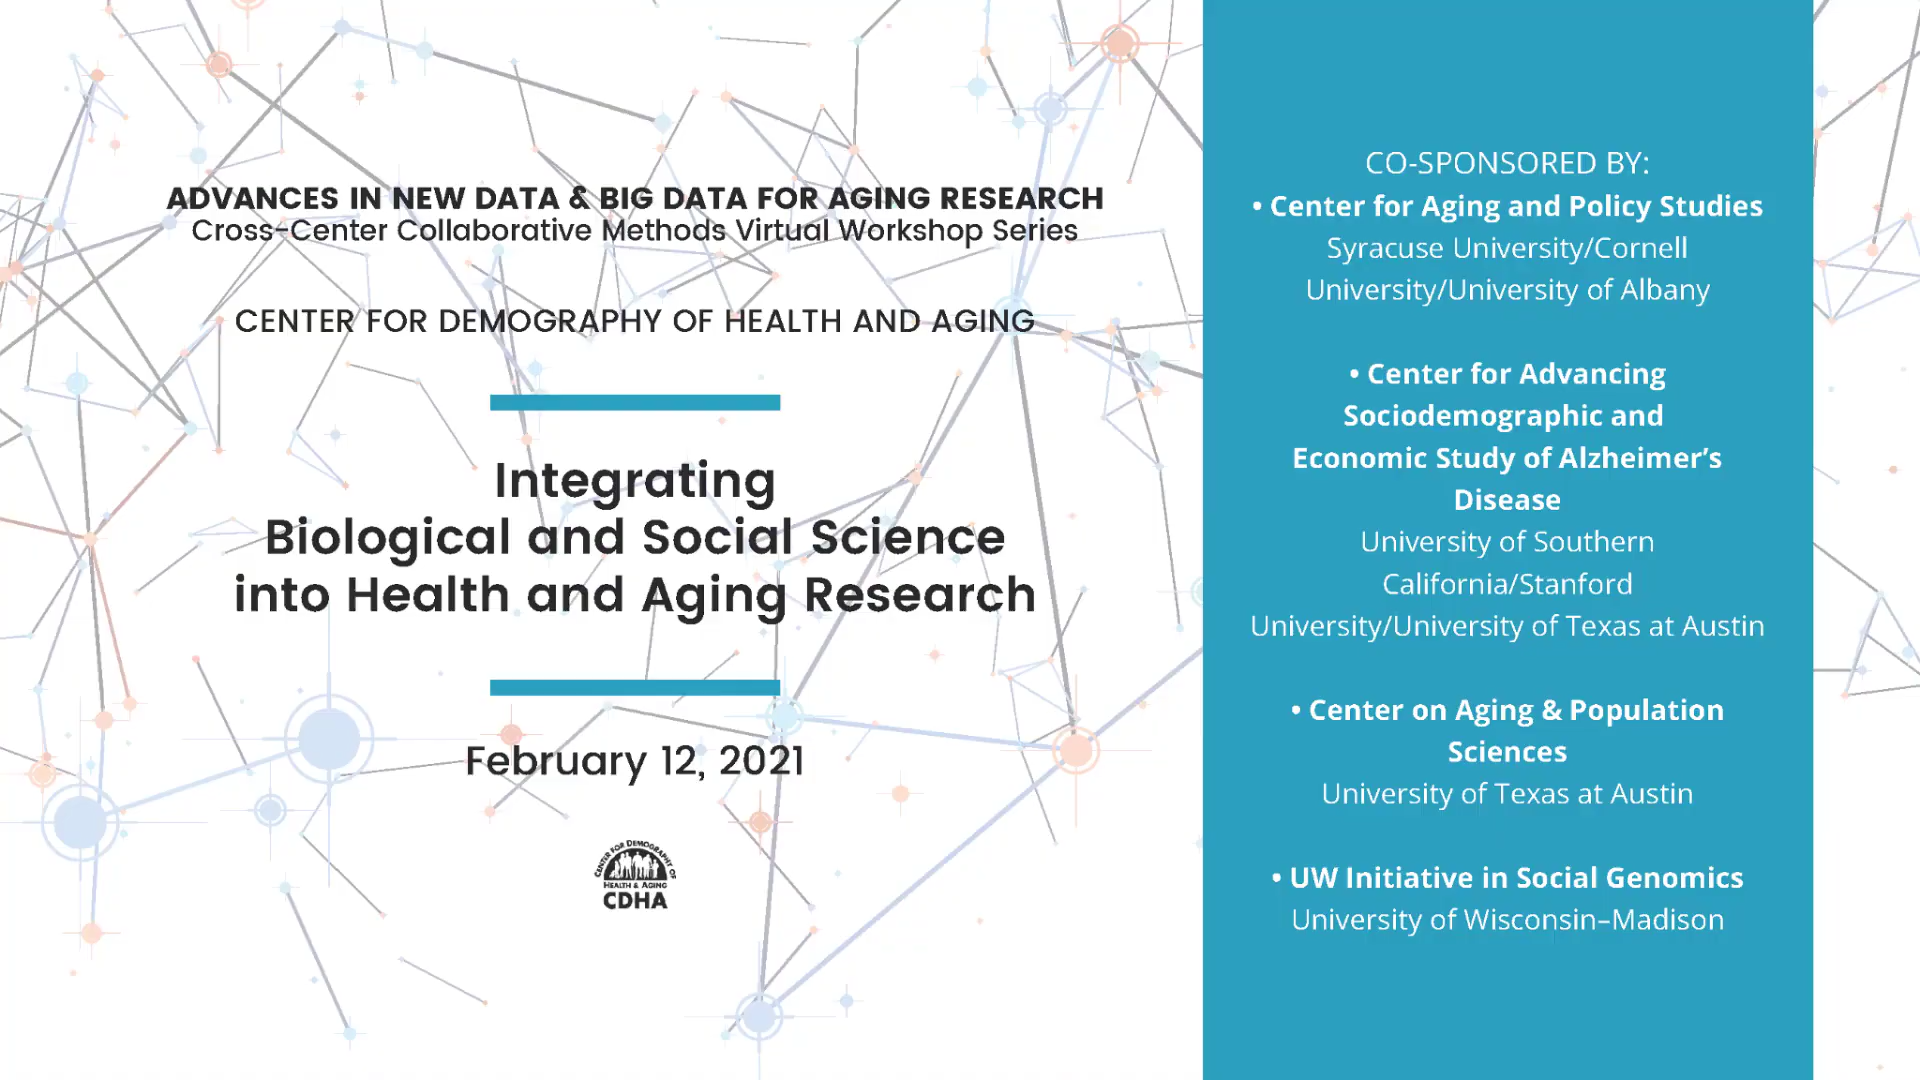 ADVANCES IN NEW DATA & BIG DATA FOR AGING RESEARCH
Cross-Center Collaborative Methods Virtual Workshop Series
CENTER FOR DEMOGRAPHY OF HEALTH AND AGING
Integrating
Biological and Social Science
into Health and Aging Research
February 12, 2021
CENTER FOR DEMOGRAPHY OF
HEALTH & AGING
CDHA
CO-SPONSORED BY:
• Center for Aging and Policy Studies
Syracuse University/Cornell
University/University of Albany
• Center for Advancing
Sociodemographic and
Economic Study of Alzheimer’s
Disease
University of Southern
California/Stanford
University/University of Texas at Austin
• Center on Aging & Population
Sciences
University of Texas at Austin
• UW Initiative in Social Genomics
University of Wisconsin–Madison